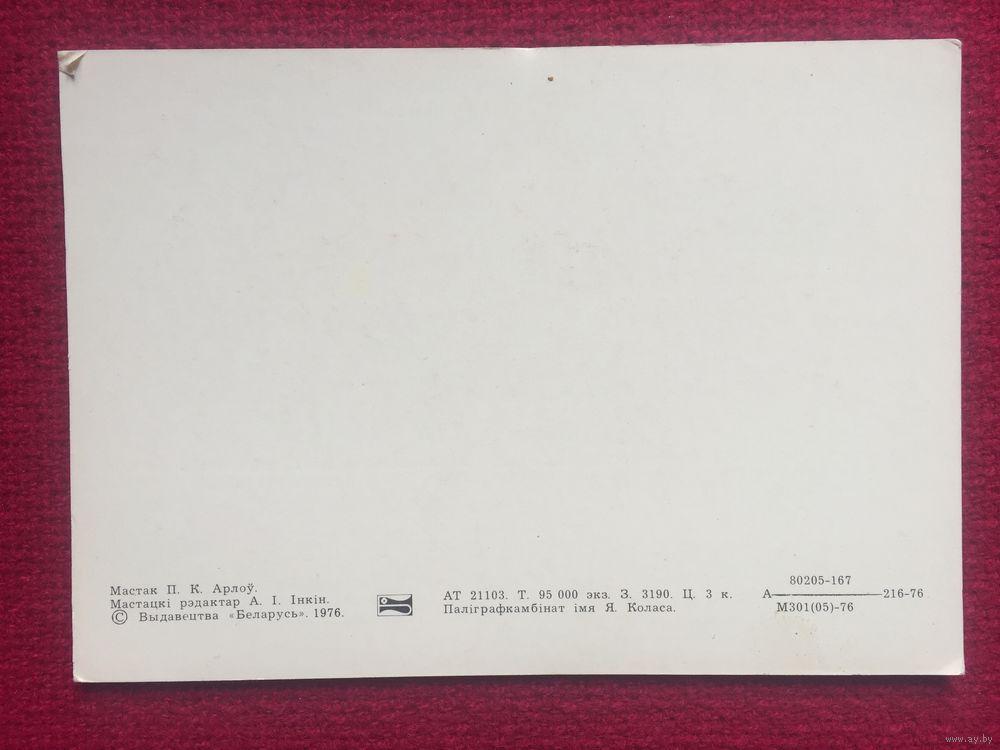 Мастак П. К. Арлоў.
Мастацкі рэдактар А. І. Інкін.
© Выдавецтва «Беларусь». 1976.
АТ 21103. Т. 95 000 экз. З. 3190. Ц. 3 к.
Паліграфкамбінат імя Я. Коласа.
80205-167
А 216-76
М301(05)-76
www.ay.by